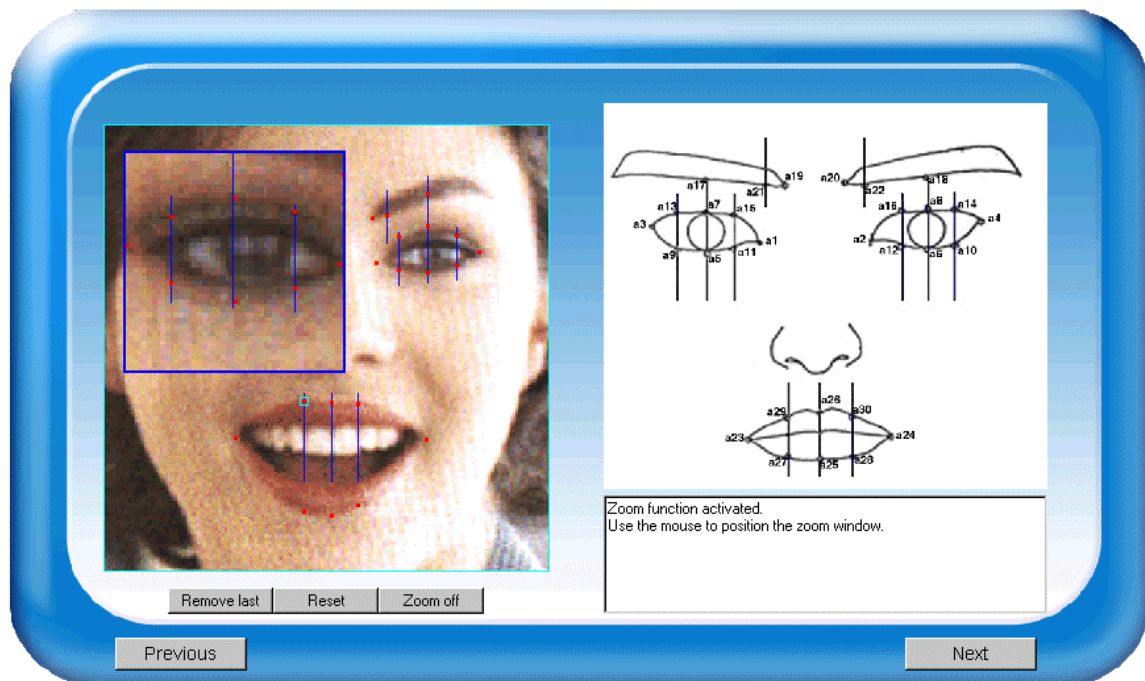 a17
a21
a19
a20
a22
a18
a13
a7
a15
a3
a1
a9
a5
a11
a16
a8
a14
a4
a2
a12
a6
a10
a29
a26
a30
a23
a24
a27
a25
a28
Zoom function activated.
Use the mouse to position the zoom window.
Remove last
Reset
Zoom off
Previous
Next